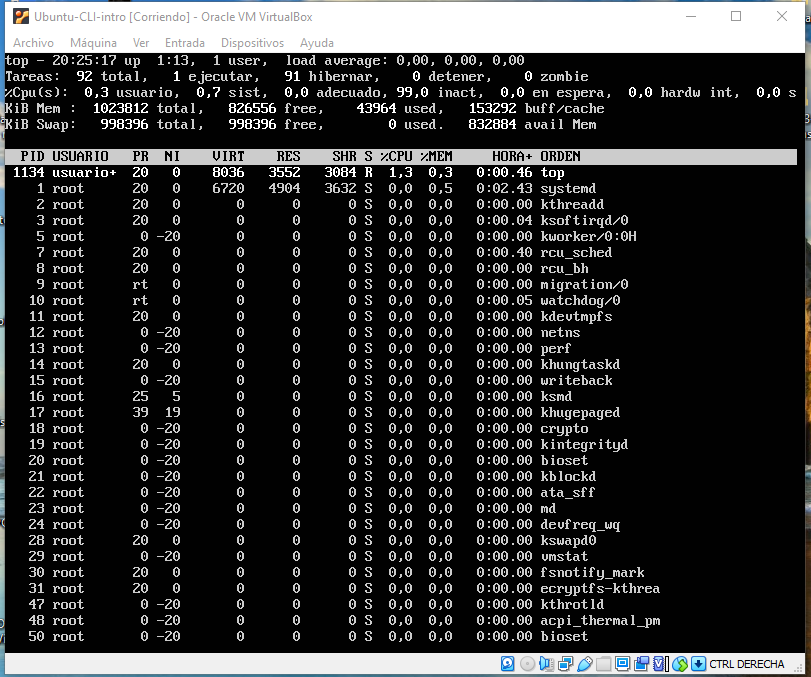 Ubuntu-CLI-intro [Corriendo] - Oracle VM VirtualBox
Archivo Máquina Ver Entrada Dispositivos Ayuda
top - 20:25:17 up 1:13, 1 user, load average: 0,00, 0,00, 0,00
Tareas: 92 total, 1 ejecutar, 91 hibernar, 0 detener, 0 zombie
%Cpu(s): 0,3 usuario, 0,7 sist, 0,0 adecuado, 99,0 inact, 0,0 en espera, 0,0 hardw int, 0,0 s
KiB Mem : 1023812 total, 826556 free, 43964 used, 153292 buff/cache
KiB Swap: 998396 total, 998396 free, 0 used. 832884 avail Mem
PID USUARIO PR NI VIRT RES SHR S %CPU %MEM HORA+ ORDEN
1134 usuario+ 20 0 8036 3552 3084 R 1,3 0,3 0:00.46 top
1 root 20 0 6720 4904 3632 S 0,0 0,5 0:02.43 systemd
2 root 20 0 0 0 0 S 0,0 0,0 0:00.00 kthreadd
3 root 20 0 0 0 0 S 0,0 0,0 0:00.04 ksoftirqd/0
5 root 0 -20 0 0 0 S 0,0 0,0 0:00.00 kworker/0:0H
7 root 20 0 0 0 0 S 0,0 0,0 0:00.40 rcu_sched
8 root 20 0 0 0 0 S 0,0 0,0 0:00.00 rcu_bh
9 root rt 0 0 0 0 S 0,0 0,0 0:00.00 migration/0
10 root rt 0 0 0 0 S 0,0 0,0 0:00.05 watchdog/0
11 root 20 0 0 0 0 S 0,0 0,0 0:00.00 kdevtmpfs
12 root 0 -20 0 0 0 S 0,0 0,0 0:00.00 netns
13 root 0 -20 0 0 0 S 0,0 0,0 0:00.00 perf
14 root 20 0 0 0 0 S 0,0 0,0 0:00.00 khungtaskd
15 root 0 -20 0 0 0 S 0,0 0,0 0:00.00 writeback
16 root 25 5 0 0 0 S 0,0 0,0 0:00.00 ksmd
17 root 39 19 0 0 0 S 0,0 0,0 0:00.00 khugepaged
18 root 0 -20 0 0 0 S 0,0 0,0 0:00.00 crypto
19 root 0 -20 0 0 0 S 0,0 0,0 0:00.00 kintegrityd
20 root 0 -20 0 0 0 S 0,0 0,0 0:00.00 bioset
21 root 0 -20 0 0 0 S 0,0 0,0 0:00.00 kblockd
22 root 0 -20 0 0 0 S 0,0 0,0 0:00.00 ata_sff
23 root 0 -20 0 0 0 S 0,0 0,0 0:00.00 md
24 root 0 -20 0 0 0 S 0,0 0,0 0:00.00 devfreq_wq
28 root 20 0 0 0 0 S 0,0 0,0 0:00.00 kswapd0
29 root 0 -20 0 0 0 S 0,0 0,0 0:00.00 vmstat
30 root 20 0 0 0 0 S 0,0 0,0 0:00.00 fsnotify_mark
31 root 20 0 0 0 0 S 0,0 0,0 0:00.00 ecryptfs-kthrea
47 root 0 -20 0 0 0 S 0,0 0,0 0:00.00 kthrotld
48 root 0 -20 0 0 0 S 0,0 0,0 0:00.00 acpi_thermal_pm
50 root 0 -20 0 0 0 S 0,0 0,0 0:00.00 bioset
CTRL DERECHA